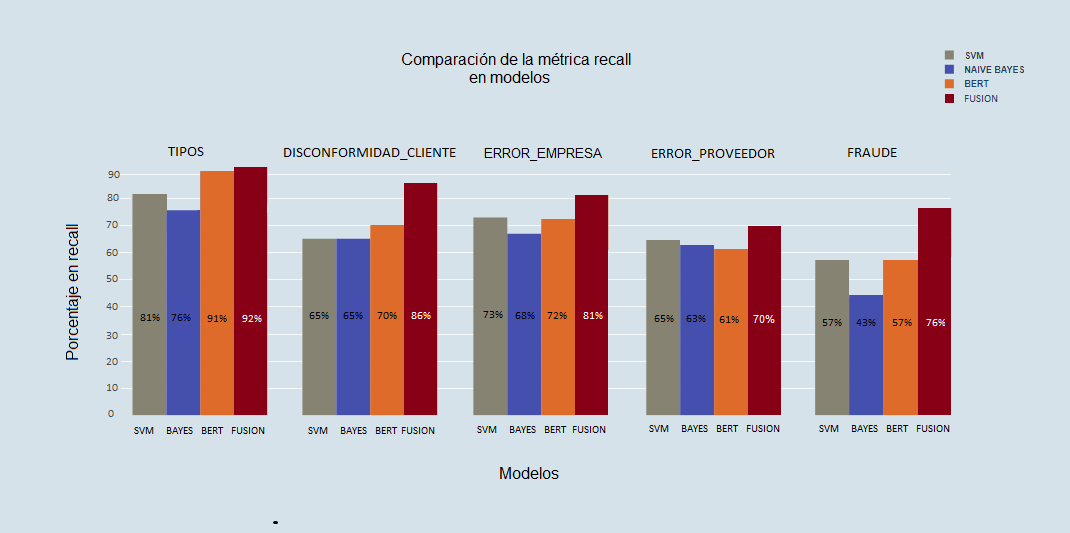 Comparación de la métrica recall
en modelos
SVM
NAIVE BAYES
BERT
FUSION
TIPOS
DISCONFORMIDAD_CLIENTE
ERROR_EMPRESA
ERROR_PROVEEDOR
FRAUDE
Porcentaje en recall
90
80
70
60
50
40
30
20
10
0
81% 76% 91% 92%
65% 65% 70% 86%
73% 68% 72% 81%
65% 63% 61% 70%
57% 43% 57% 76%
SVM BAYES BERT FUSION
SVM BAYES BERT FUSION
SVM BAYES BERT FUSION
SVM BAYES BERT FUSION
SVM BAYES BERT FUSION
Modelos